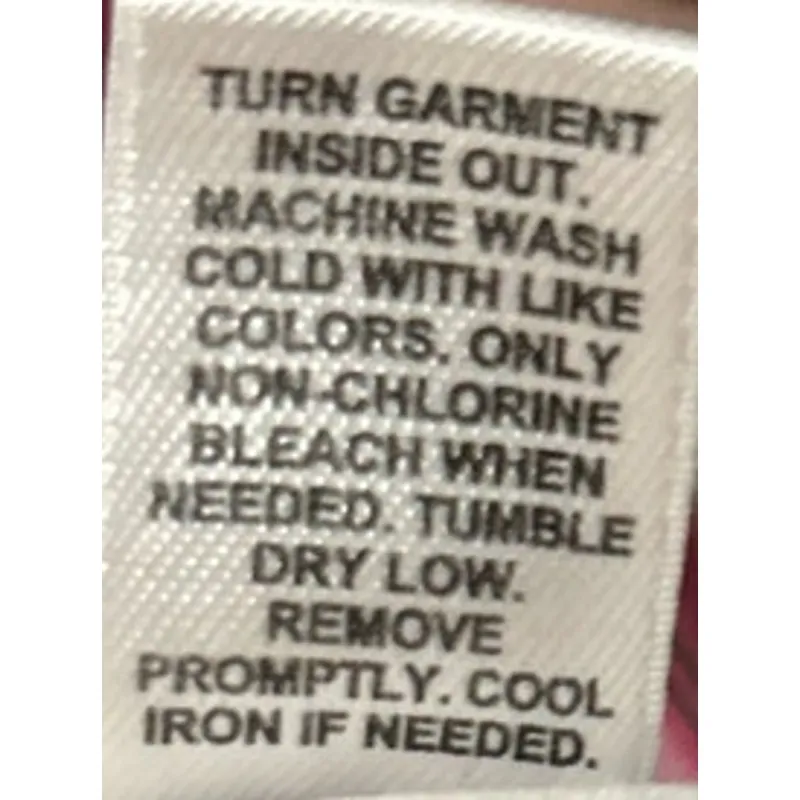 TURN GARMENT
INSIDE OUT.
MACHINE WASH
COLD WITH LIKE
COLORS. ONLY
NON-CHLORINE
BLEACH WHEN
NEEDED. TUMBLE
DRY LOW.
REMOVE
PROMPTLY. COOL
IRON IF NEEDED.